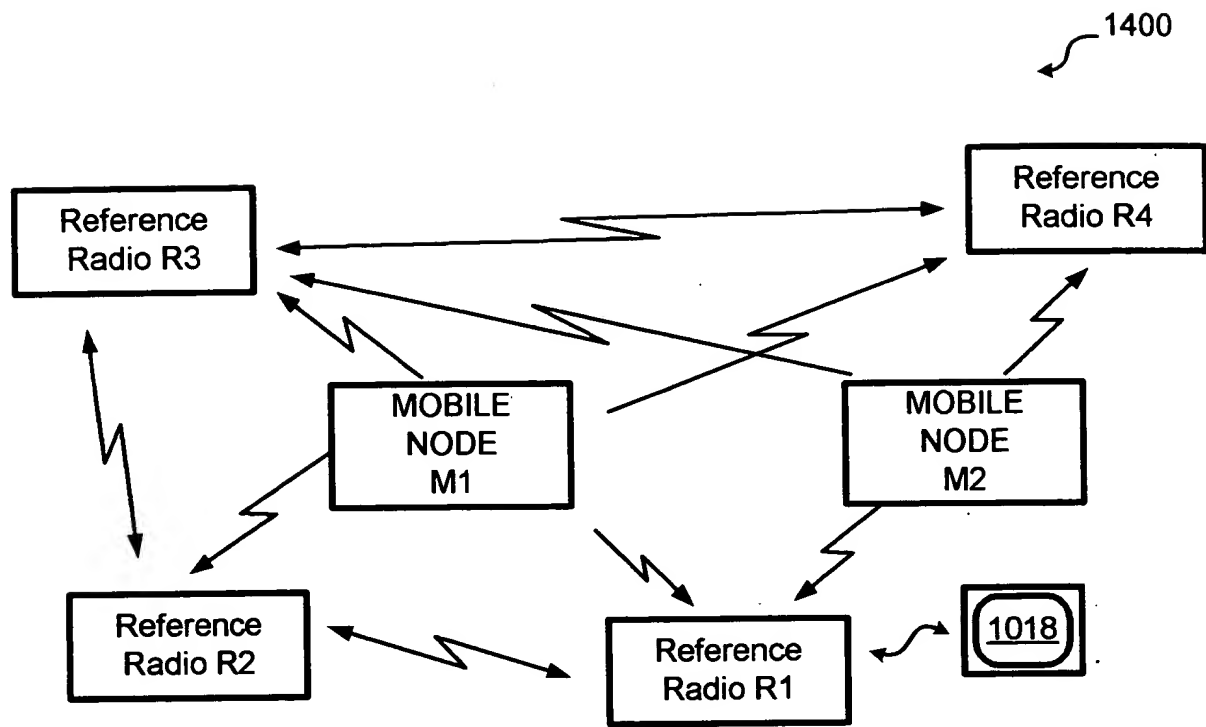 1400
Reference
Radio R4
Reference
Radio R3
MOBILE
NODE
M1
MOBILE
NODE
M2
Reference
Radio R2
Reference
Radio R1
1018